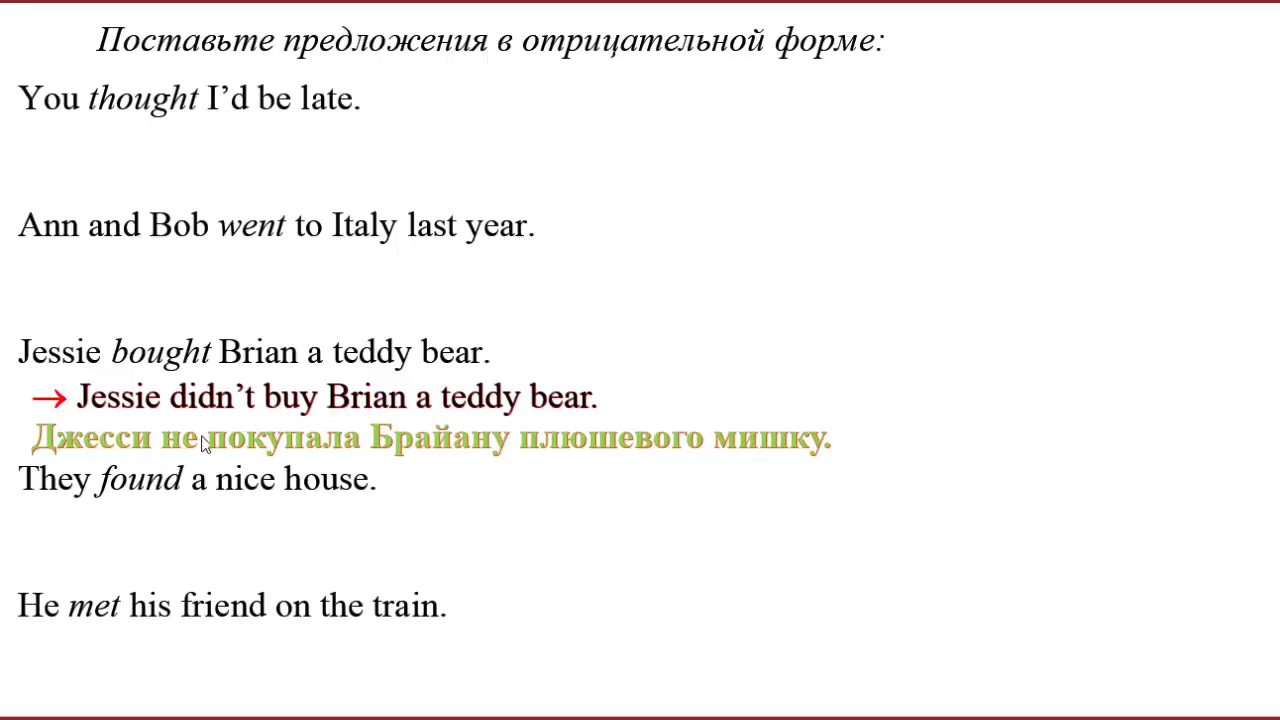 Поставьте предложения в отрицательной форме:
You thought I’d be late.
Ann and Bob went to Italy last year.
Jessie bought Brian a teddy bear.
→ Jessie didn’t buy Brian a teddy bear.
Джесси не покупала Брайану плюшевого мишку.
They found a nice house.
He met his friend on the train.